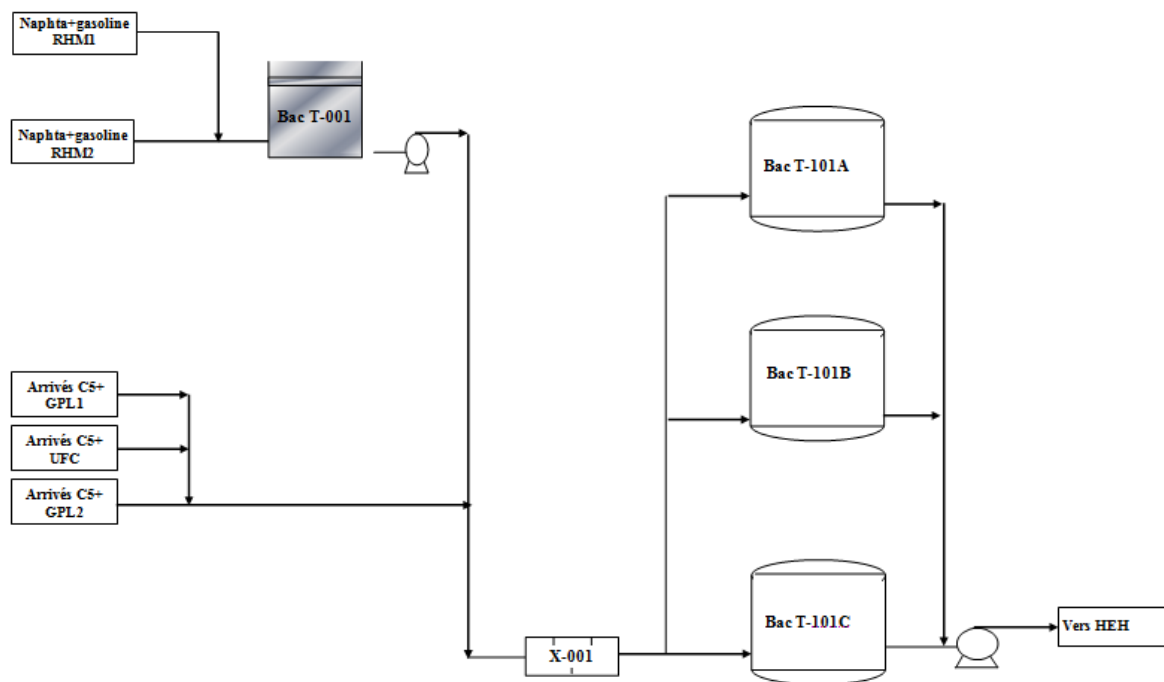 Naphta+gasoline
RHM1
Bac T-001
Naphta+gasoline
RHM2
Bac T-101A
Bac T-101B
Arrivés C5+
GPL1
Arrivés C5+
UFC
Arrivés C5+
GPL2
Bac T-101C
Vers HEH
X-001